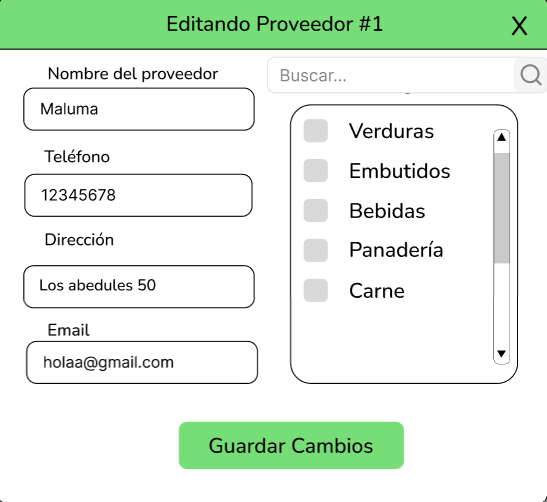 Editando Proveedor #1
X
Nombre del proveedor
Maluma
Teléfono
12345678
Dirección
Los abedules 50
Email
holaa@gmail.com
Buscar...
Verduras
Embutidos
Bebidas
Panadería
Carne
Guardar Cambios